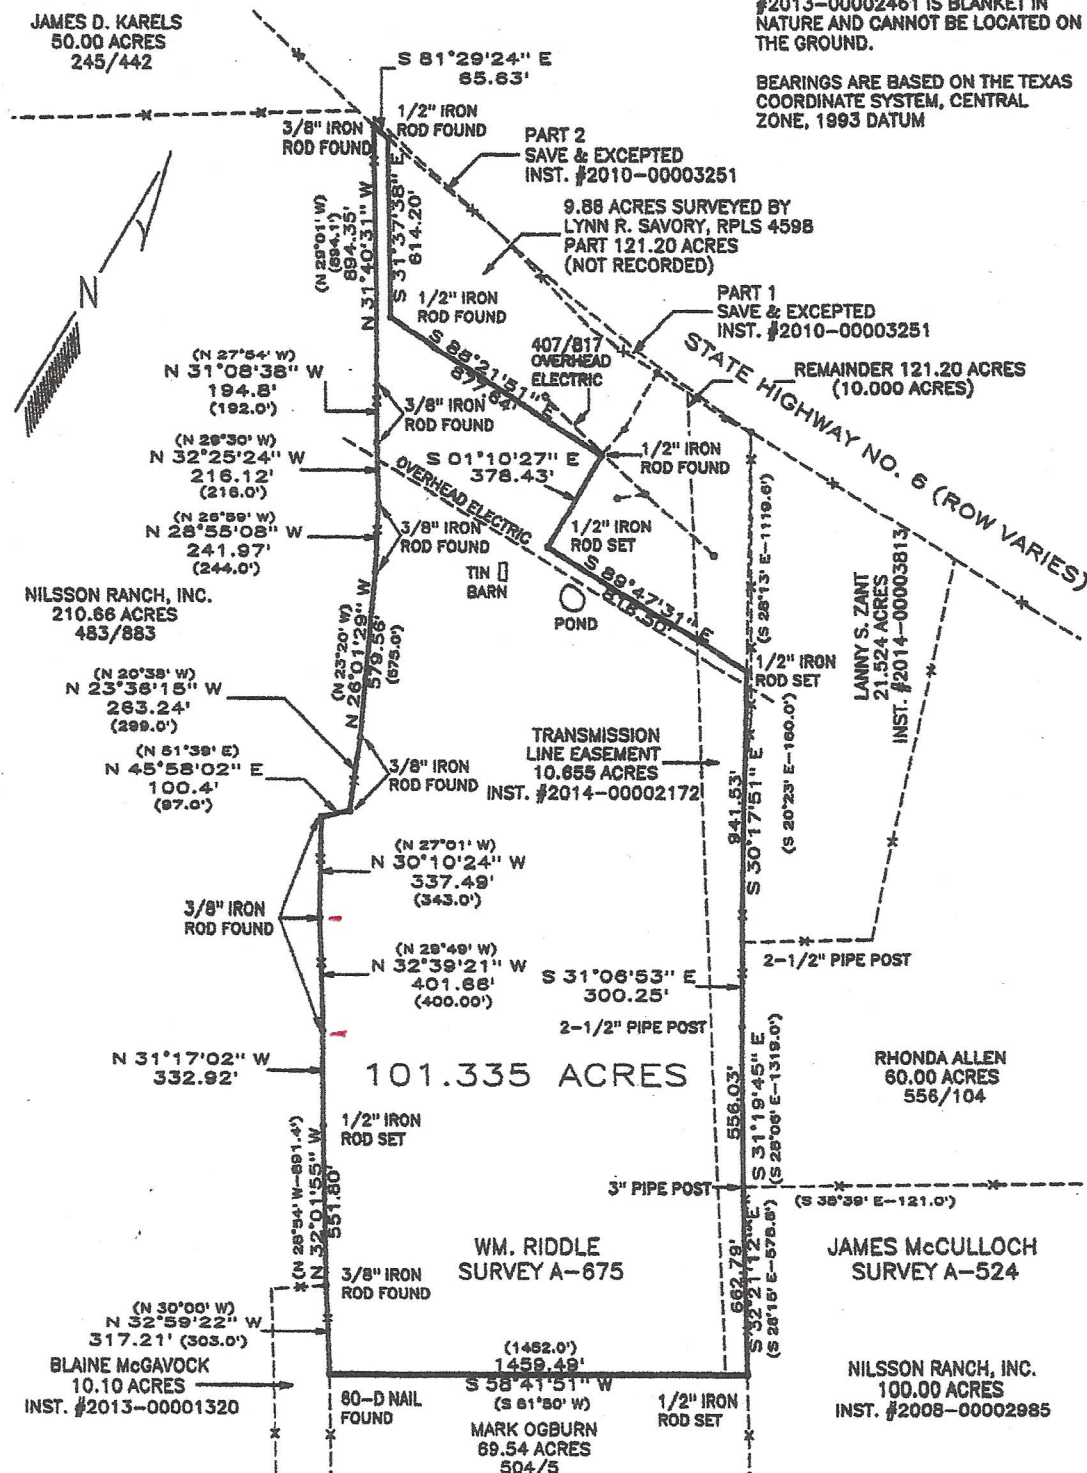 #2013-00002461 IS BLANKET IN
NATURE AND CANNOT BE LOCATED ON
THE GROUND.
BEARINGS ARE BASED ON THE TEXAS
COORDINATE SYSTEM, CENTRAL
ZONE, 1993 DATUM
JAMES D. KARELS
50.00 ACRES
245/442
S 81°29'24" E
65.63'
1/2" IRON
ROD FOUND
3/8" IRON
ROD FOUND
PART 2
SAVE & EXCEPTED
INST. #2010-00003251
9.88 ACRES SURVEYED BY
LYNN R. SAVORY, RPLS 4598
PART 121.20 ACRES
(NOT RECORDED)
N
(N 29°01' W)
(894.1')
894.35'
N 31°40'31" W
S 31°37'38" E
614.20'
1/2" IRON
ROD FOUND
PART 1
SAVE & EXCEPTED
INST. #2010-00003251
STATE HIGHWAY NO. 6 (ROW VARIES)
REMAINDER 121.20 ACRES
(10.000 ACRES)
407/817
OVERHEAD
ELECTRIC
S 88°21'51" E
877.64'
(N 27°54' W)
N 31°08'38" W
194.8'
(192.0')
3/8" IRON
ROD FOUND
(N 29°30' W)
N 32°25'24" W
216.12'
(216.0')
S 01°10'27" E
378.43'
1/2" IRON
ROD FOUND
OVERHEAD ELECTRIC
(N 25°59' W)
N 28°55'08" W
241.97'
(244.0')
3/8" IRON
ROD FOUND
1/2" IRON
ROD SET
TIN
BARN
POND
S 89°47'31" E
818.50'
(S 28°13' E-1119.6')
1/2" IRON
ROD SET
LANNY S. ZANT
21.524 ACRES
INST. #2014-00003813
NILSSON RANCH, INC.
210.66 ACRES
483/883
(N 23°20' W)
N 26°01'29" W
579.56'
(575.0')
(N 20°38' W)
N 23°36'15" W
263.24'
(299.0')
(N 51°39' E)
N 45°58'02" E
100.4'
(97.0')
3/8" IRON
ROD FOUND
TRANSMISSION
LINE EASEMENT
10.655 ACRES
INST. #2014-00002172
941.53'
S 30°17'51" E
(S 20°23' E-160.0')
(N 27°01' W)
N 30°10'24" W
337.49'
(343.0')
3/8" IRON
ROD FOUND
(N 29°49' W)
N 32°39'21" W
401.68'
(400.00')
2-1/2" PIPE POST
S 31°06'53" E
300.25'
2-1/2" PIPE POST
N 31°17'02" W
332.92'
101.335 ACRES
556.03'
S 31°19'45" E
(S 28°06' E-1319.0')
RHONDA ALLEN
60.00 ACRES
556/104
1/2" IRON
ROD SET
(N 28°54' W-891.4')
N 32°01'55" W
551.80'
3" PIPE POST
(S 38°39' E-121.0')
WM. RIDDLE
SURVEY A-675
JAMES McCULLOCH
SURVEY A-524
662.79'
S 32°21'12" E
(S 28°15' E-578.8')
3/8" IRON
ROD FOUND
(N 30°00' W)
N 32°59'22" W
317.21' (303.0')
BLAINE McGAVOCK
10.10 ACRES
INST. #2013-00001320
(1452.0')
1459.49'
S 58°41'51" W
(S 61°50' W)
60-D NAIL
FOUND
1/2" IRON
ROD SET
NILSSON RANCH, INC.
100.00 ACRES
INST. #2008-00002985
MARK OGBURN
69.54 ACRES
504/5